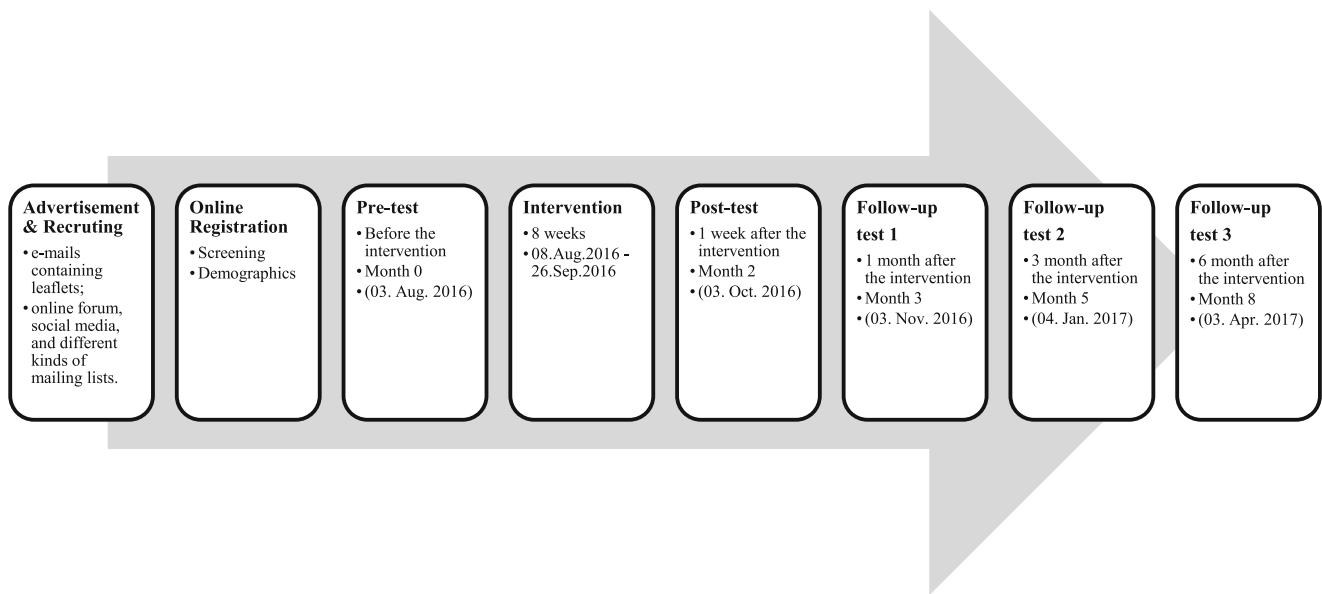 Advertisement
& Recruting
• e-mails
containing
leaflets;
• online forum,
social media,
and different
kinds of
mailing lists.
Online
Registration
• Screening
• Demographics
Pre-test
• Before the
intervention
• Month 0
• (03. Aug. 2016)
Intervention
• 8 weeks
• 08.Aug.2016 -
26.Sep.2016
Post-test
• 1 week after the
intervention
• Month 2
• (03. Oct. 2016)
Follow-up
test 1
• 1 month after
the intervention
• Month 3
• (03. Nov. 2016)
Follow-up
test 2
• 3 month after
the intervention
• Month 5
• (04. Jan. 2017)
Follow-up
test 3
• 6 month after
the intervention
• Month 8
• (03. Apr. 2017)